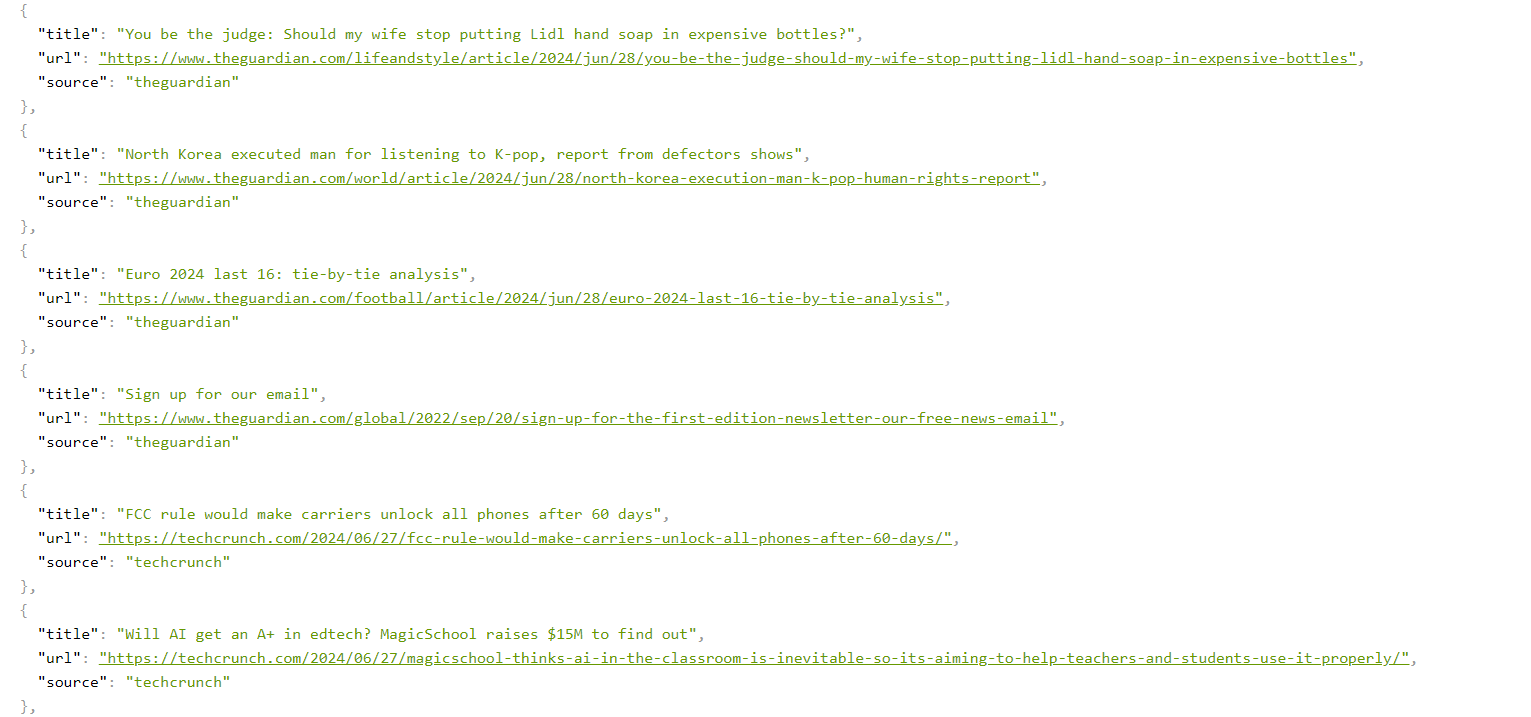 {
"title": "You be the judge: Should my wife stop putting Lidl hand soap in expensive bottles?",
"url": "https://www.theguardian.com/lifeandstyle/article/2024/jun/28/you-be-the-judge-should-my-wife-stop-putting-lidl-hand-soap-in-expensive-bottles",
"source": "theguardian"
},
{
"title": "North Korea executed man for listening to K-pop, report from defectors shows",
"url": "https://www.theguardian.com/world/article/2024/jun/28/north-korea-execution-man-k-pop-human-rights-report",
"source": "theguardian"
},
{
"title": "Euro 2024 last 16: tie-by-tie analysis",
"url": "https://www.theguardian.com/football/article/2024/jun/28/euro-2024-last-16-tie-by-tie-analysis",
"source": "theguardian"
},
{
"title": "Sign up for our email",
"url": "https://www.theguardian.com/global/2022/sep/20/sign-up-for-the-first-edition-newsletter-our-free-news-email",
"source": "theguardian"
},
{
"title": "FCC rule would make carriers unlock all phones after 60 days",
"url": "https://techcrunch.com/2024/06/27/fcc-rule-would-make-carriers-unlock-all-phones-after-60-days/",
"source": "techcrunch"
},
{
"title": "Will AI get an A+ in edtech? MagicSchool raises $15M to find out",
"url": "https://techcrunch.com/2024/06/27/magicschool-thinks-ai-in-the-classroom-is-inevitable-so-its-aiming-to-help-teachers-and-students-use-it-properly/",
"source": "techcrunch"
},